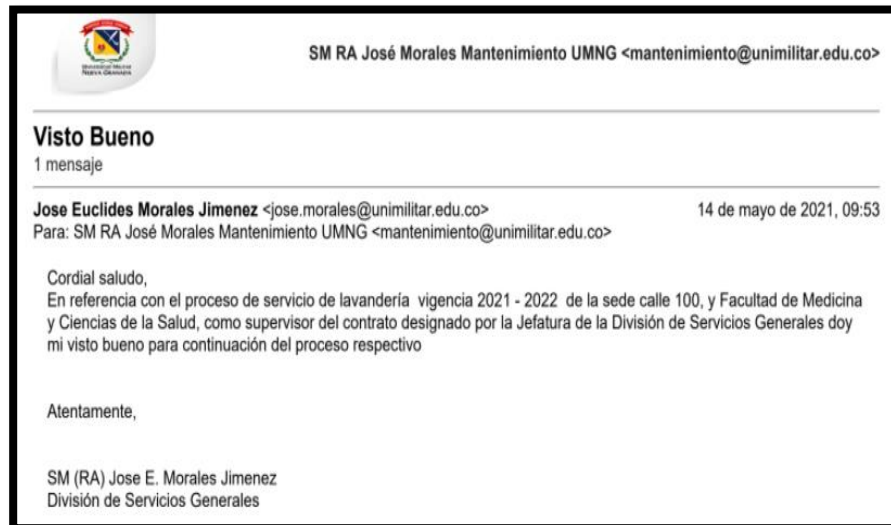 UNIVERSIDAD MILITAR
NUEVA GRANADA
SM RA José Morales Mantenimiento UMNG <mantenimiento@unimilitar.edu.co>
Visto Bueno
1 mensaje
Jose Euclides Morales Jimenez <jose.morales@unimilitar.edu.co> 14 de mayo de 2021, 09:53
Para: SM RA José Morales Mantenimiento UMNG <mantenimiento@unimilitar.edu.co>
Cordial saludo,
En referencia con el proceso de servicio de lavandería vigencia 2021 - 2022 de la sede calle 100, y Facultad de Medicina
y Ciencias de la Salud, como supervisor del contrato designado por la Jefatura de la División de Servicios Generales doy
mi visto bueno para continuación del proceso respectivo
Atentamente,
SM (RA) Jose E. Morales Jimenez
División de Servicios Generales